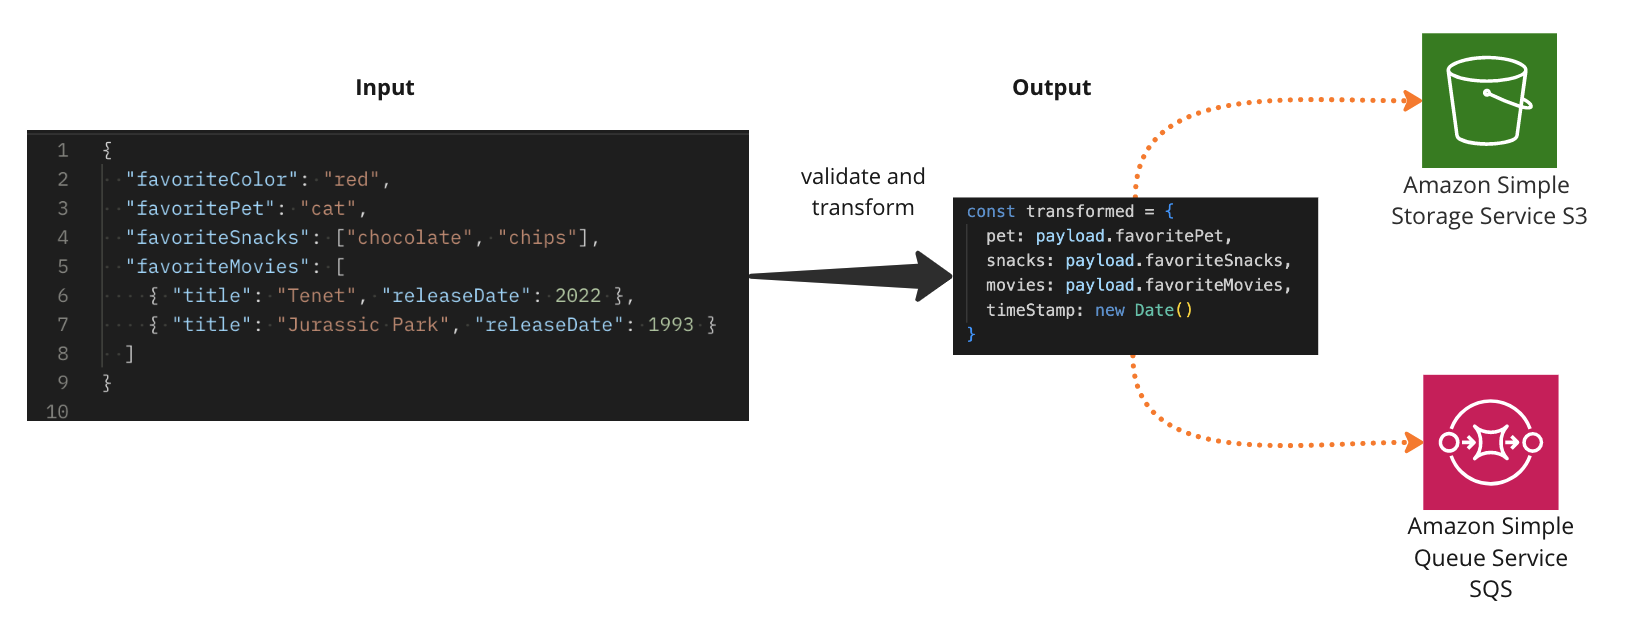 Input
1 {
2 "favoriteColor": "red",
3 "favoritePet": "cat",
4 "favoriteSnacks": ["chocolate", "chips"],
5 "favoriteMovies": [
6 { "title": "Tenet", "releaseDate": 2022 },
7 { "title": "Jurassic Park", "releaseDate": 1993 }
8 ]
9 }
10
validate and
transform
Output
const transformed = {
pet: payload.favoritePet,
snacks: payload.favoriteSnacks,
movies: payload.favoriteMovies,
timeStamp: new Date()
}
Amazon Simple
Storage Service S3
Amazon Simple
Queue Service
SQS